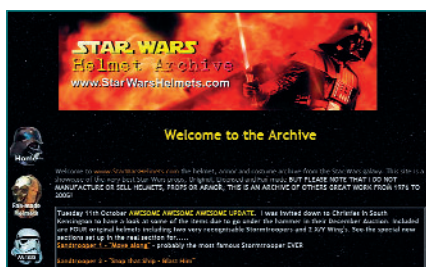 STAR WARS
Helmet Archive
www.StarWarsHelmets.com
Welcome to the Archive
Home
Welcome to www.StarWarsHelmets.com the helmet, armor and costume archive from the Star Wars galaxy. This site is a
showcase of the very best Star Wars props. Original, Licensed and Fan made. BUT PLEASE NOTE THAT I DO NOT
MANUFACTURE OR SELL HELMETS, PROPS OR ARMOR, THIS IS AN ARCHIVE OF OTHERS GREAT WORK FROM 1976 TO
2005!
Fan-made
Helmets
Tuesday 11th October AWESOME AWESOME AWESOME UPDATE. I was invited down to Christies in South
Kensington to have a look at some of the items due to go under the hammer in their December Auction. Included
are FOUR original helmets including two very recognisable Stormtroopers and 2 X/Y Wing's. See the special new
sections set up in the real section for.....
Sandtrooper 1 - "Move along" - probably the most famous Stormtrooper EVER
Sandtrooper 2 - "Stop that Ship - Blast Him"